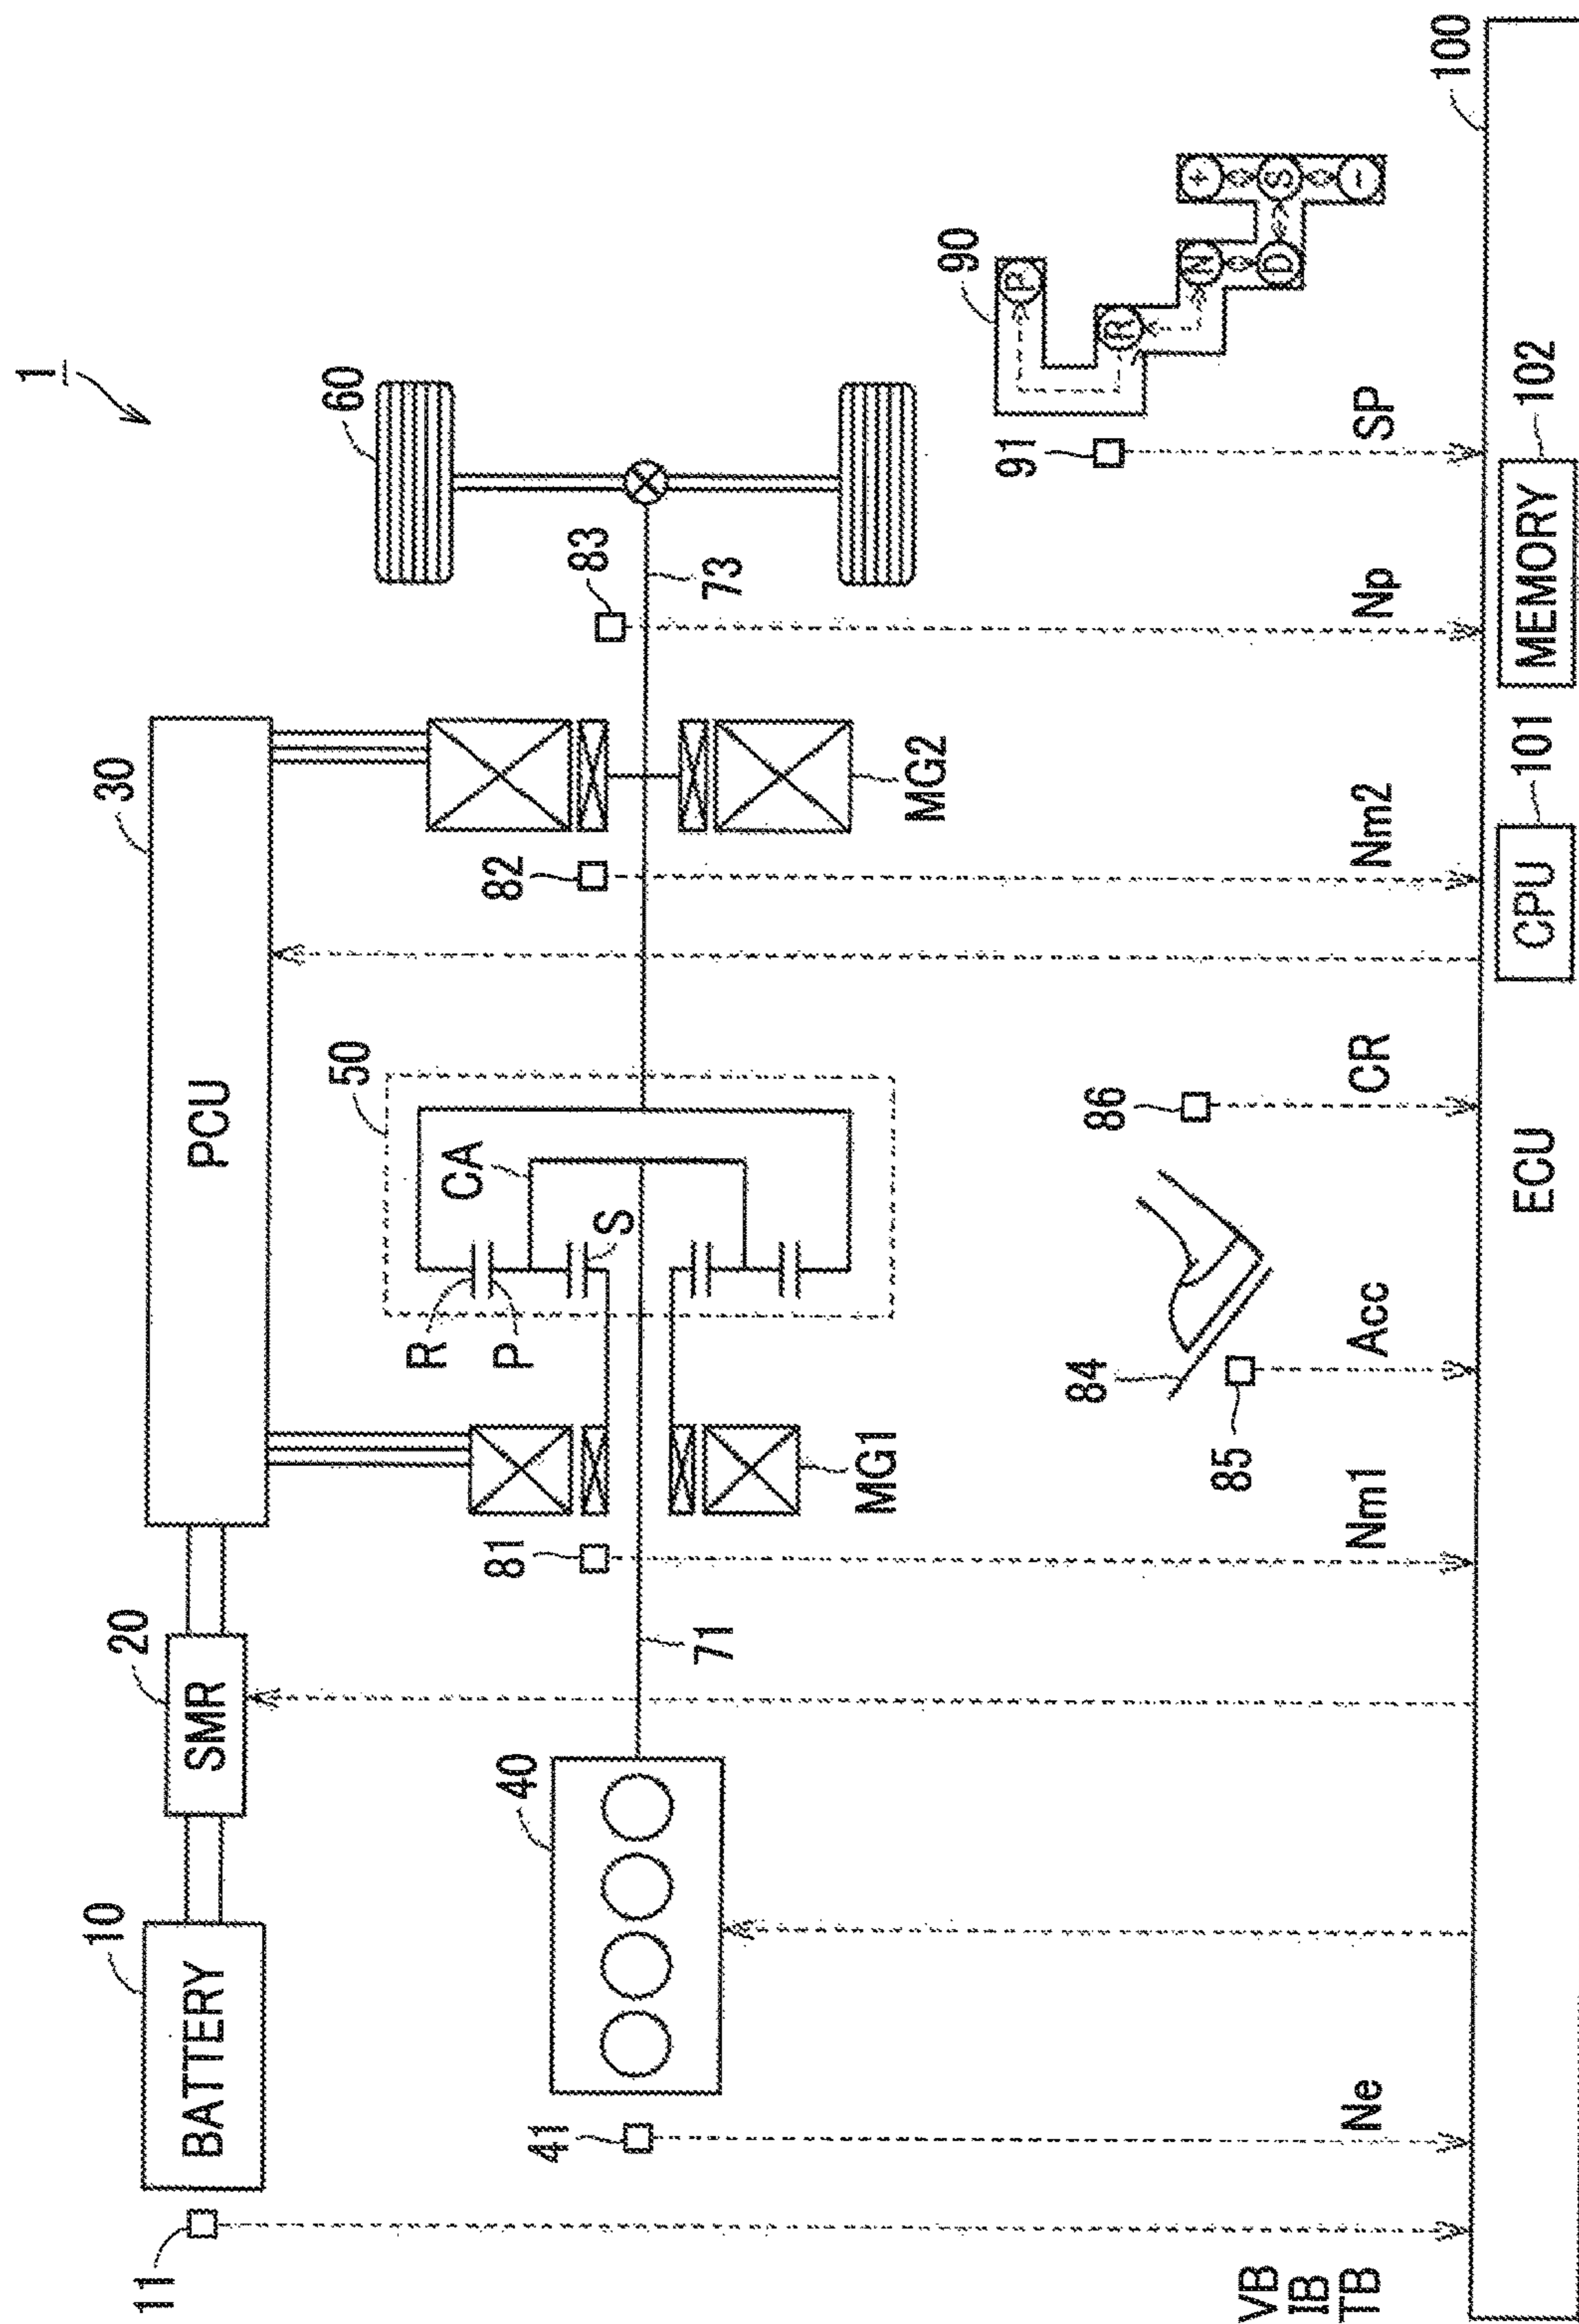 1
10
BATTERY
11
20
SMR
30
PCU
40
41
50
CA
S
R
P
60
71
73
81
MG1
82
MG2
83
84
85
86
90
P
R
N
D
+
S
-
91
VB
IB
TB
Ne
Nm1
Acc
CR
Nm2
Np
SP
100
ECU
CPU
101
MEMORY
102